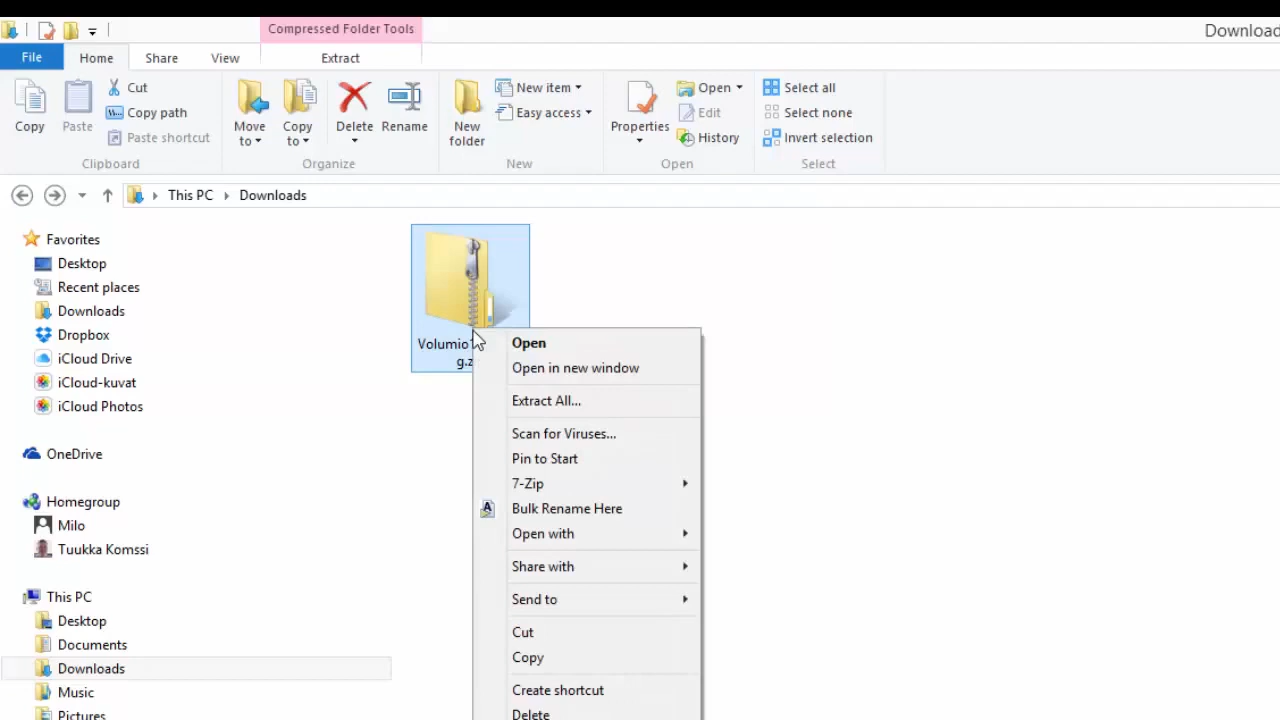 Compressed Folder Tools
Download
File Home Share View Extract
Copy
Paste
Cut
Copy path
Paste shortcut
Clipboard
Move to
Copy to
Delete
Rename
Organize
New folder
New item
Easy access
New
Properties
Open
Edit
History
Open
Select all
Select none
Invert selection
Select
This PC Downloads
Favorites
Desktop
Recent places
Downloads
Dropbox
iCloud Drive
iCloud-kuvat
iCloud Photos
OneDrive
Homegroup
Milo
Tuukka Komssi
This PC
Desktop
Documents
Downloads
Music
Pictures
Volumio
g.z
Open
Open in new window
Extract All...
Scan for Viruses...
Pin to Start
7-Zip
Bulk Rename Here
Open with
Share with
Send to
Cut
Copy
Create shortcut
Delete